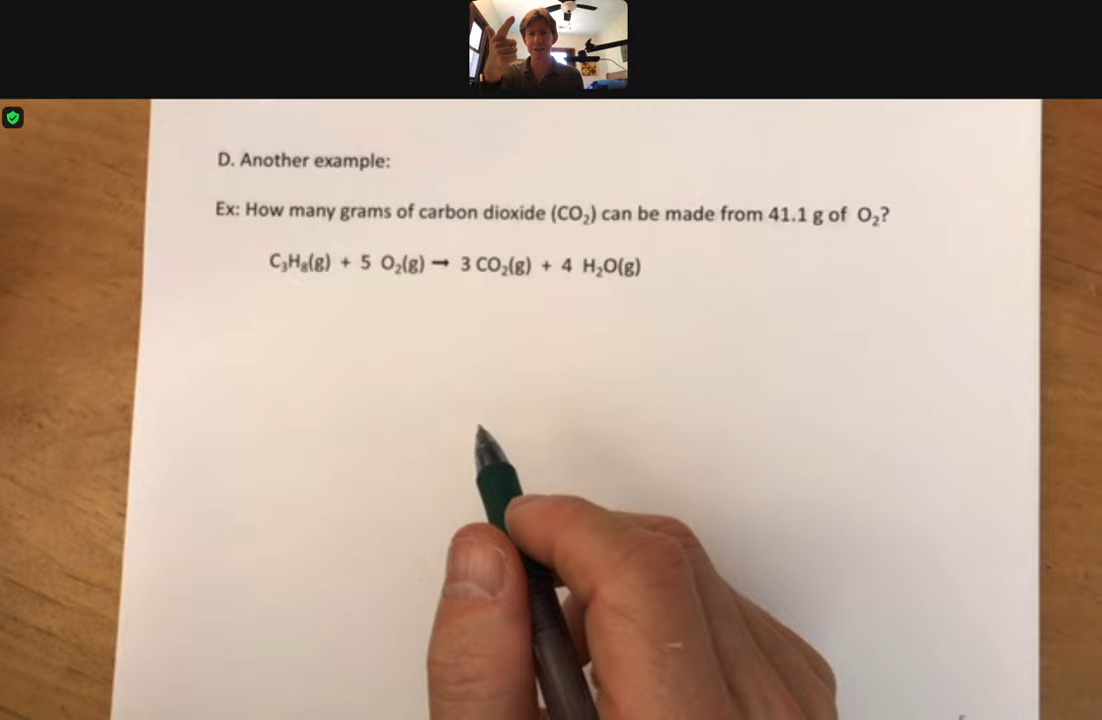 D. Another example:
Ex: How many grams of carbon dioxide (CO₂) can be made from 41.1 g of O₂?
C₃H₈(g) + 5 O₂(g) → 3 CO₂(g) + 4 H₂O(g)